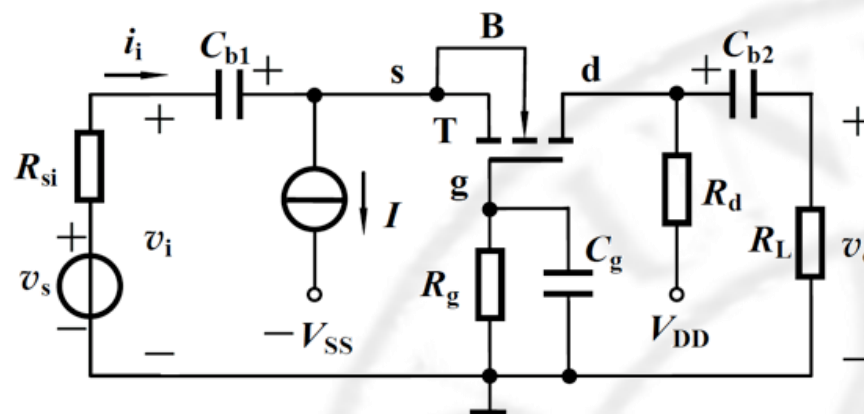 i_i
C_b1
+
s
B
d
+
C_b2
+
T
+
R_si
g
I
R_d
+
v_i
R_g
C_g
R_L
v_s
−
−V_SS
V_DD
−
−